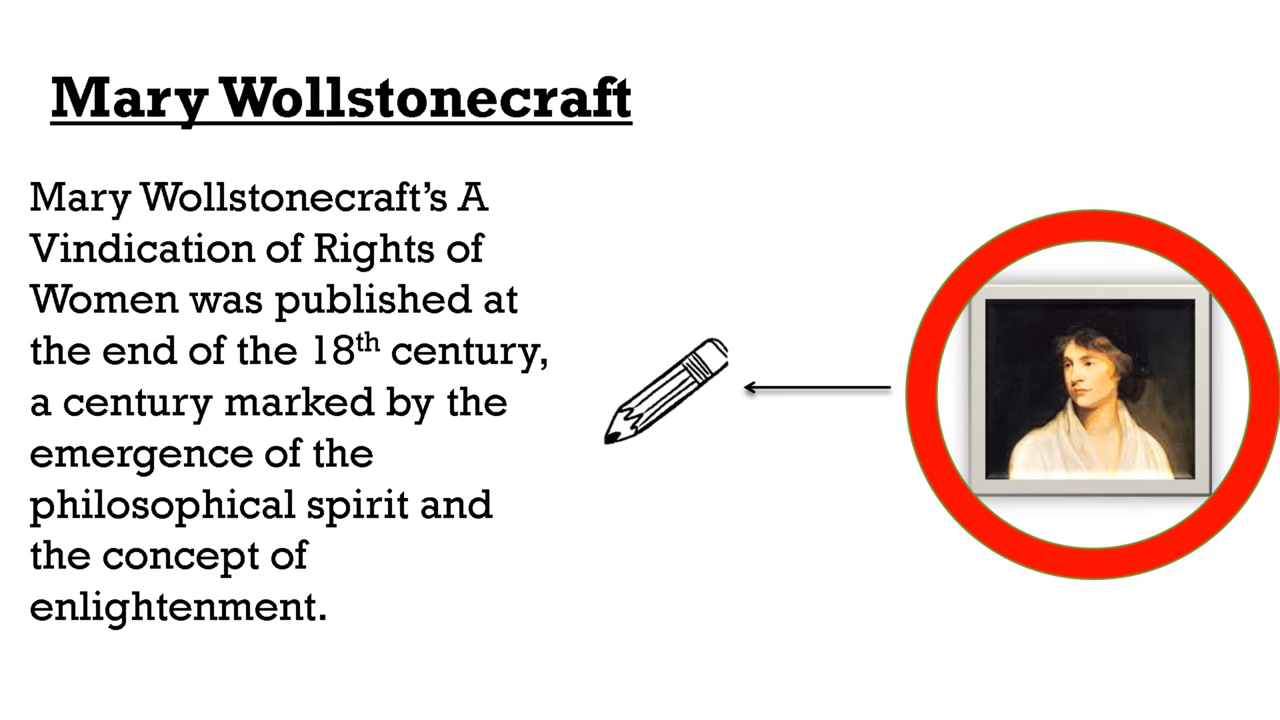 Mary Wollstonecraft
Mary Wollstonecraft’s A
Vindication of Rights of
Women was published at
the end of the 18th century,
a century marked by the
emergence of the
philosophical spirit and
the concept of
enlightenment.